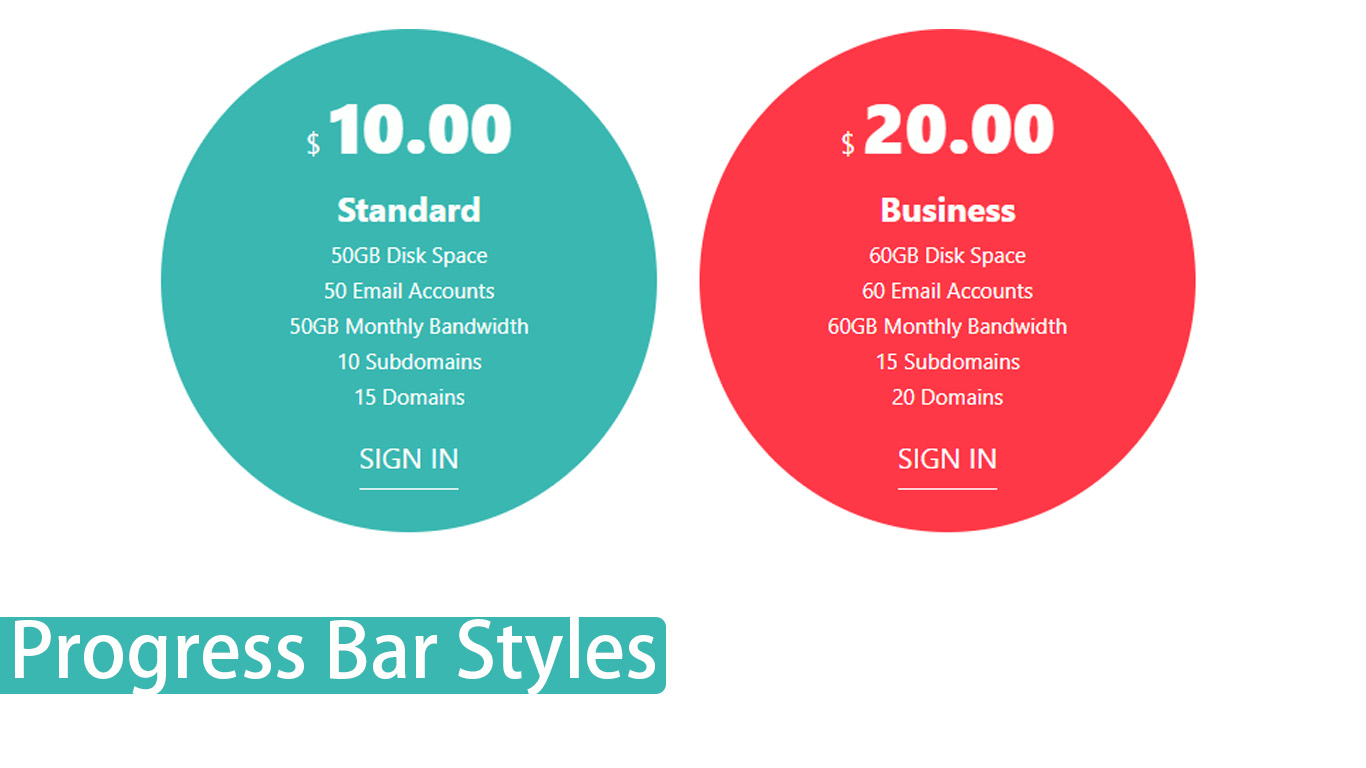 $ 10.00
Standard
50GB Disk Space
50 Email Accounts
50GB Monthly Bandwidth
10 Subdomains
15 Domains
SIGN IN
$ 20.00
Business
60GB Disk Space
60 Email Accounts
60GB Monthly Bandwidth
15 Subdomains
20 Domains
SIGN IN
Progress Bar Styles